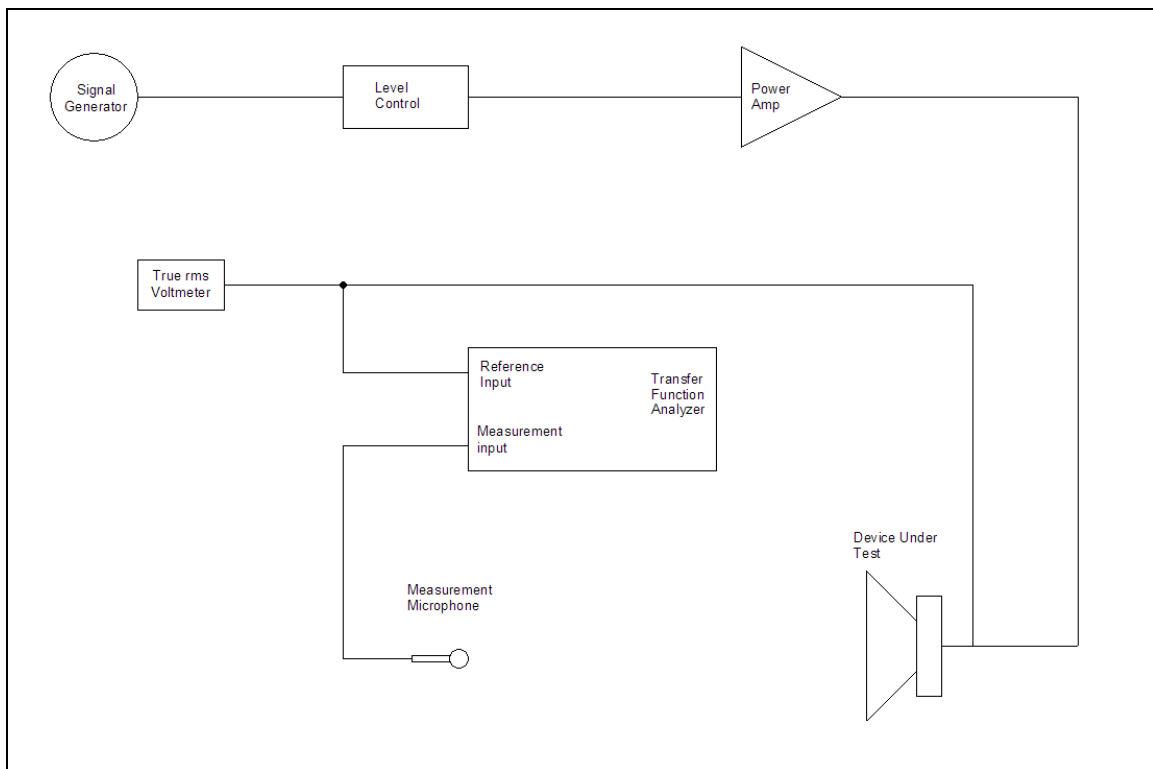 Signal
Generator
Level
Control
Power
Amp
True rms
Voltmeter
Reference
Input
Transfer
Function
Analyzer
Measurement
input
Device Under
Test
Measurement
Microphone